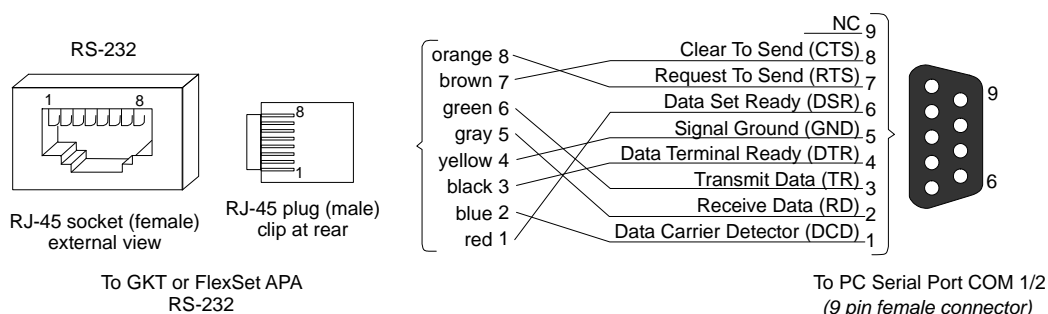 RS-232
1 8
RJ-45 socket (female)
external view
8
1
RJ-45 plug (male)
clip at rear
To GKT or FlexSet APA
RS-232
orange 8
brown 7
green 6
gray 5
yellow 4
black 3
blue 2
red 1
NC 9
Clear To Send (CTS) 8
Request To Send (RTS) 7
Data Set Ready (DSR) 6
Signal Ground (GND) 5
Data Terminal Ready (DTR) 4
Transmit Data (TR) 3
Receive Data (RD) 2
Data Carrier Detector (DCD) 1
9
6
To PC Serial Port COM 1/2
(9 pin female connector)